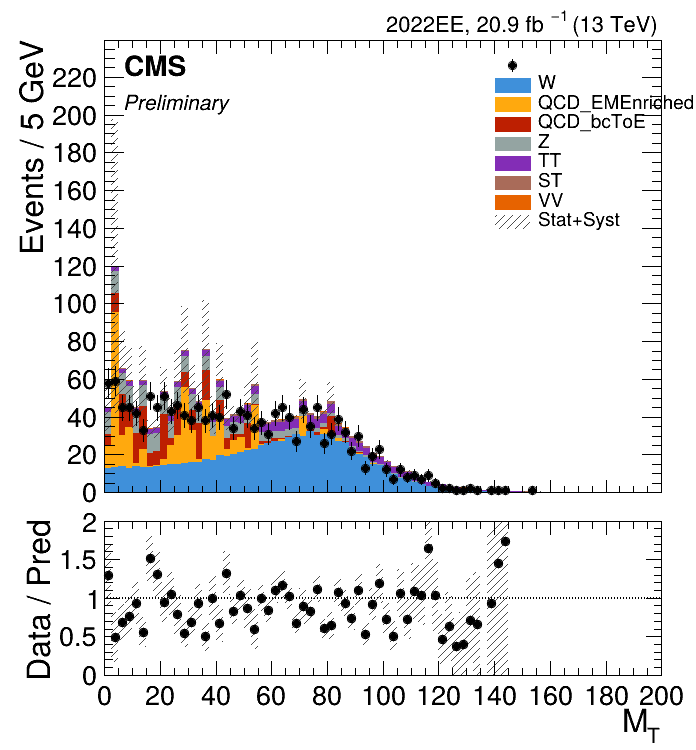 2022EE, 20.9 fb⁻¹ (13 TeV)
CMS
Preliminary
W
QCD_EMEnriched
QCD_bcToE
Z
TT
ST
VV
Stat+Syst
Events / 5 GeV
220
200
180
160
140
120
100
80
60
40
20
0
Data / Pred
2
1.5
1
0.5
0
0 20 40 60 80 100 120 140 160 180 200
M_T